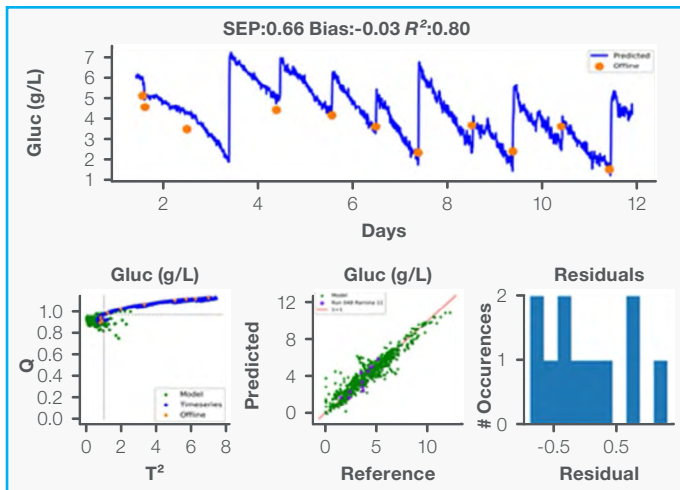 SEP:0.66 Bias:-0.03 R²:0.80
Gluc (g/L)
7
6
5
4
3
2
1
Predicted
Offline
2 4 6 8 10 12
Days
Gluc (g/L)
Q
1.0
0.8
0.6
0.4
0.2
0.0
Model
Timeseries
Offline
0 2 4 6 8
T²
Gluc (g/L)
Predicted
12
8
4
0
Model
0 5 10
Reference
Residuals
# Occurences
2
1
0
-0.5 0.5
Residual